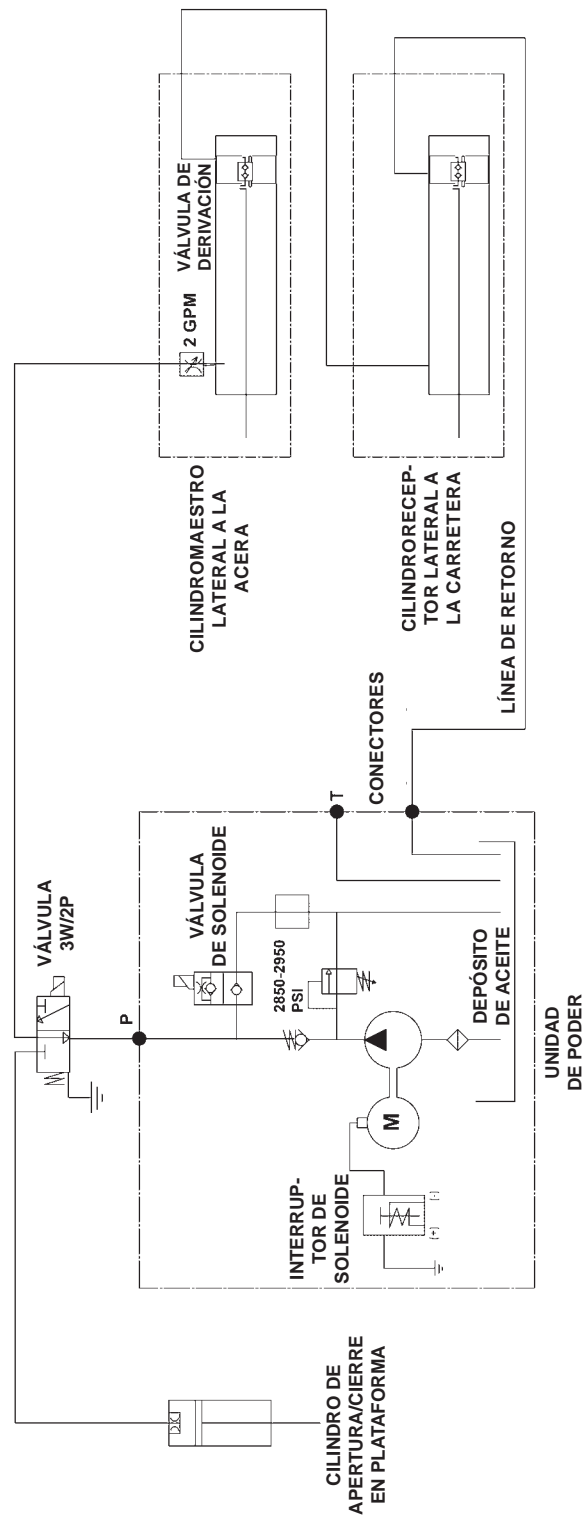 CILINDRO DE
APERTURA/CIERRE
EN PLATAFORMA
VÁLVULA
3W/2P
P
VÁLVULA
DE SOLENOIDE
2850-2950
PSI
INTERRUP-
TOR DE
SOLENOIDE
(+)
(-)
M
DEPÓSITO
DE ACEITE
UNIDAD
DE PODER
T
CONECTORES
LÍNEA DE RETORNO
2 GPM
VÁLVULA DE
DERIVACIÓN
CILINDROMAESTRO
LATERAL A LA
ACERA
CILINDRORECEP-
TOR LATERAL A
LA CARRETERA